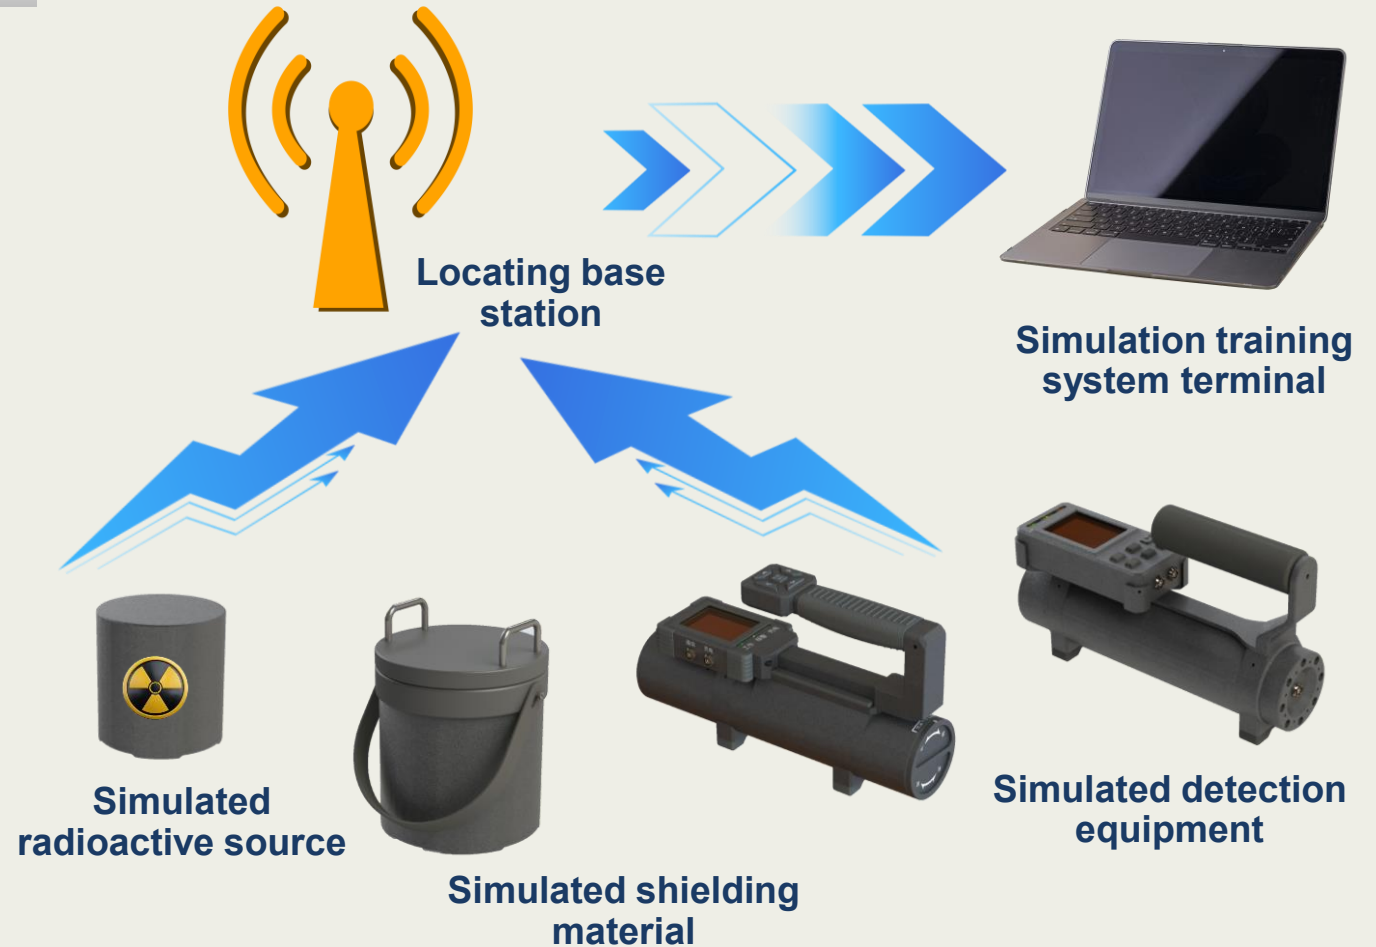 Locating base
station
Simulation training
system terminal
Simulated
radioactive source
Simulated shielding
material
Simulated detection
equipment